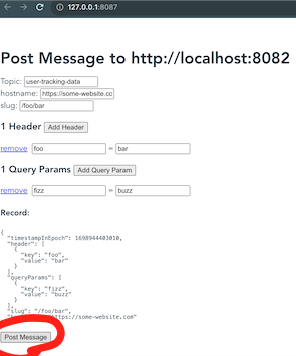 127.0.0.1:8087
Post Message to http://localhost:8082
Topic: user-tracking-data
hostname: https://some-website.cc
slug: /foo/bar
1 Header Add Header
remove foo = bar
1 Query Params Add Query Param
remove fizz = buzz
Record:
{
"timestampInEpoch": 1698944403010,
"header": [
{
"key": "foo",
"value": "bar"
}
],
"queryParams": [
{
"key": "fizz",
"value": "buzz"
}
],
"slug": "/foo/bar",
https://some-website.com"
Post Message